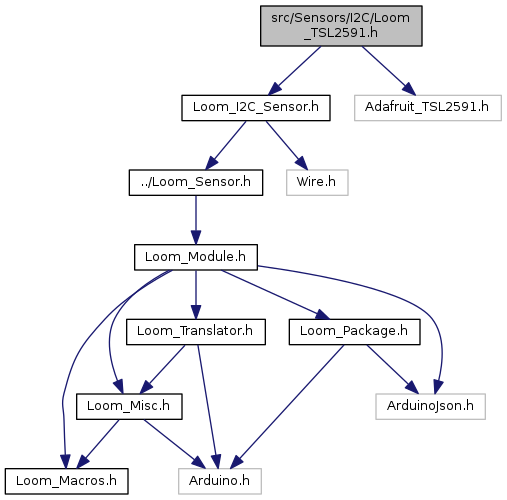 src/Sensors/I2C/Loom
_TSL2591.h
Loom_I2C_Sensor.h
Adafruit_TSL2591.h
../Loom_Sensor.h
Wire.h
Loom_Module.h
Loom_Translator.h
Loom_Package.h
Loom_Misc.h
ArduinoJson.h
Loom_Macros.h
Arduino.h